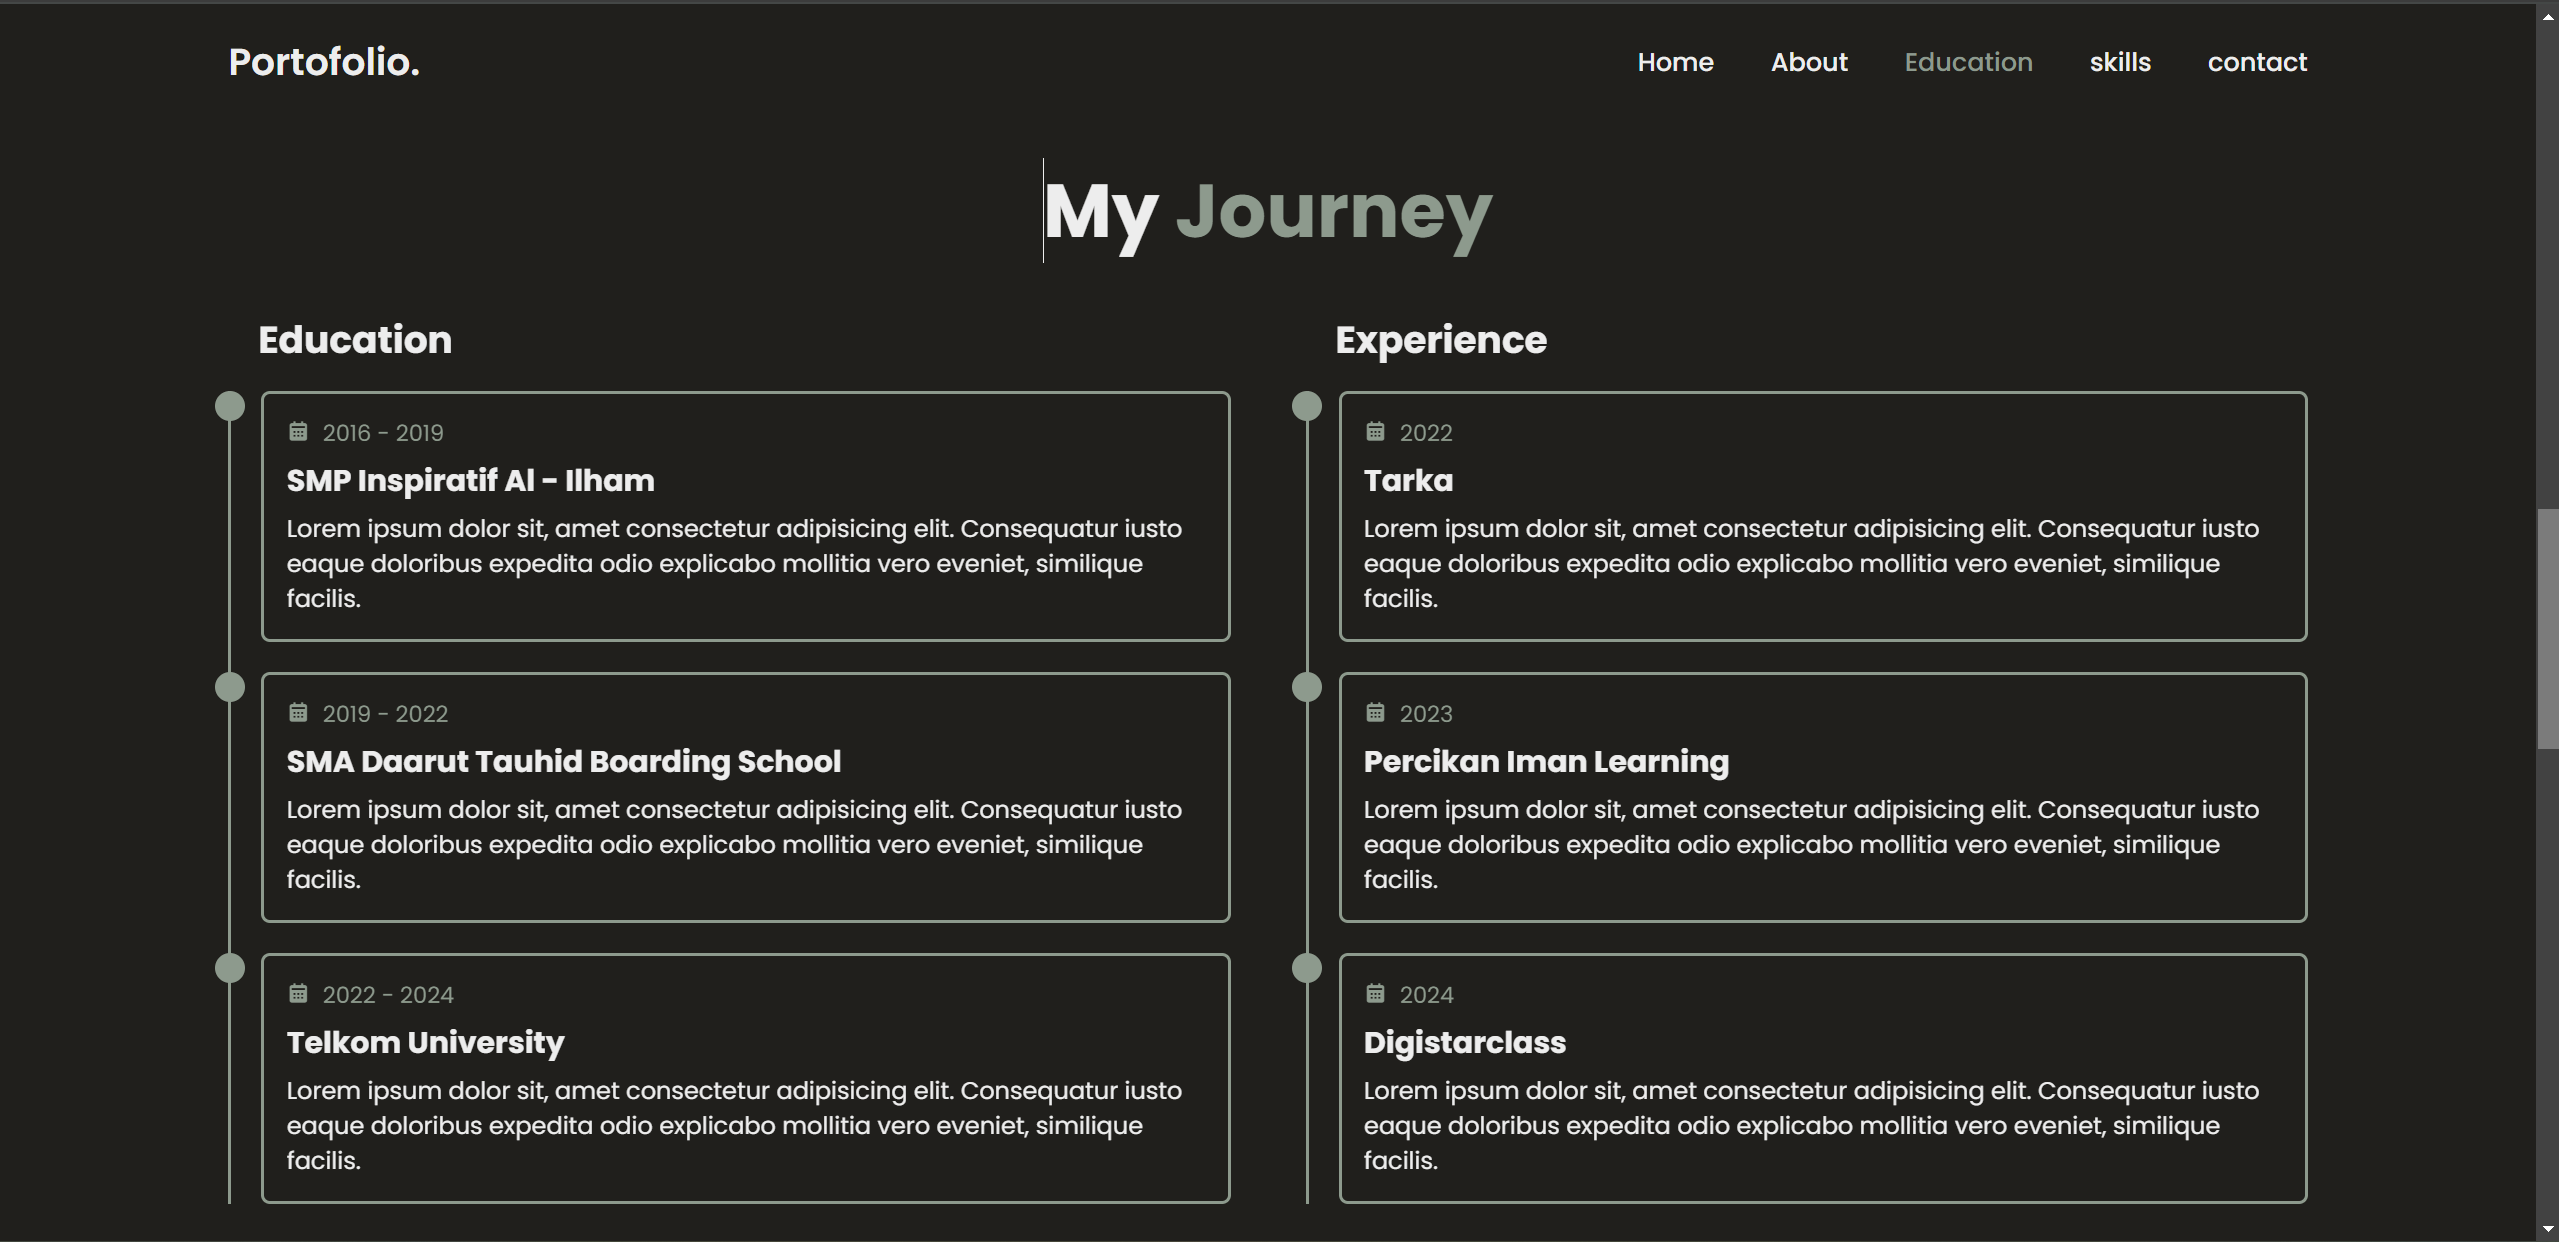 Portofolio.
Home About Education skills contact
My Journey
Education
2016 - 2019
SMP Inspiratif Al - Ilham
Lorem ipsum dolor sit, amet consectetur adipisicing elit. Consequatur iusto
eaque doloribus expedita odio explicabo mollitia vero eveniet, similique
facilis.
2019 - 2022
SMA Daarut Tauhid Boarding School
Lorem ipsum dolor sit, amet consectetur adipisicing elit. Consequatur iusto
eaque doloribus expedita odio explicabo mollitia vero eveniet, similique
facilis.
2022 - 2024
Telkom University
Lorem ipsum dolor sit, amet consectetur adipisicing elit. Consequatur iusto
eaque doloribus expedita odio explicabo mollitia vero eveniet, similique
facilis.
Experience
2022
Tarka
Lorem ipsum dolor sit, amet consectetur adipisicing elit. Consequatur iusto
eaque doloribus expedita odio explicabo mollitia vero eveniet, similique
facilis.
2023
Percikan Iman Learning
Lorem ipsum dolor sit, amet consectetur adipisicing elit. Consequatur iusto
eaque doloribus expedita odio explicabo mollitia vero eveniet, similique
facilis.
2024
Digistarclass
Lorem ipsum dolor sit, amet consectetur adipisicing elit. Consequatur iusto
eaque doloribus expedita odio explicabo mollitia vero eveniet, similique
facilis.